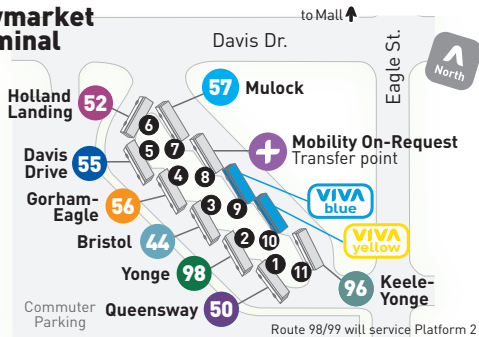 wmarket
minal
to Mall
Davis Dr.
Eagle St.
North
57 Mulock
Holland
Landing 52
6
5
7
Mobility On-Request
Transfer point
Davis
Drive 55
4
8
VIVA
blue
Gorham-
Eagle 56
3
9
VIVA
yellow
Bristol 44
2
10
Yonge 98
1
11
96 Keele-
Yonge
Commuter
Parking
Queensway 50
Route 98/99 will service Platform 2